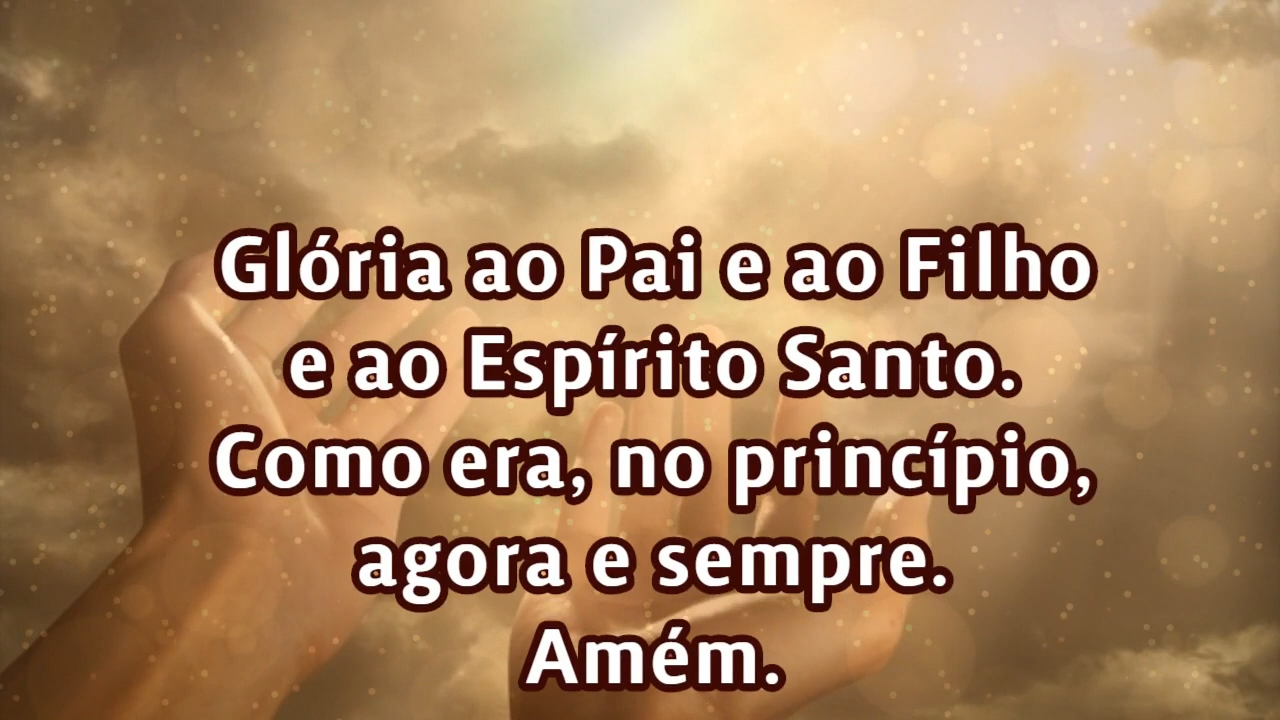 Glória ao Pai e ao Filho
e ao Espírito Santo.
Como era, no princípio,
agora e sempre.
Amém.